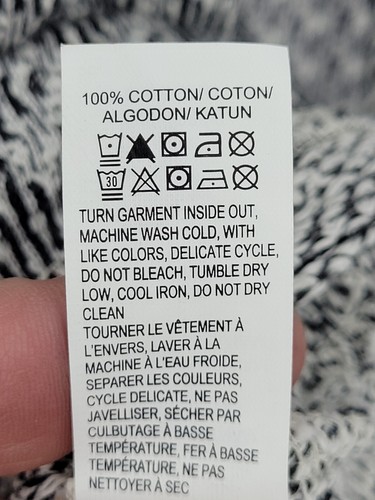 100% COTTON/ COTON/
ALGODON/ KATUN
30
TURN GARMENT INSIDE OUT,
MACHINE WASH COLD, WITH
LIKE COLORS, DELICATE CYCLE,
DO NOT BLEACH, TUMBLE DRY
LOW, COOL IRON, DO NOT DRY
CLEAN
TOURNER LE VÊTEMENT À
L'ENVERS, LAVER À LA
MACHINE À L'EAU FROIDE,
SEPARER LES COULEURS,
CYCLE DELICATE, NE PAS
JAVELLISER, SÉCHER PAR
CULBUTAGE À BASSE
TEMPÉRATURE, FER À BASSE
TEMPÉRATURE, NE PAS
NETTOYER À SEC